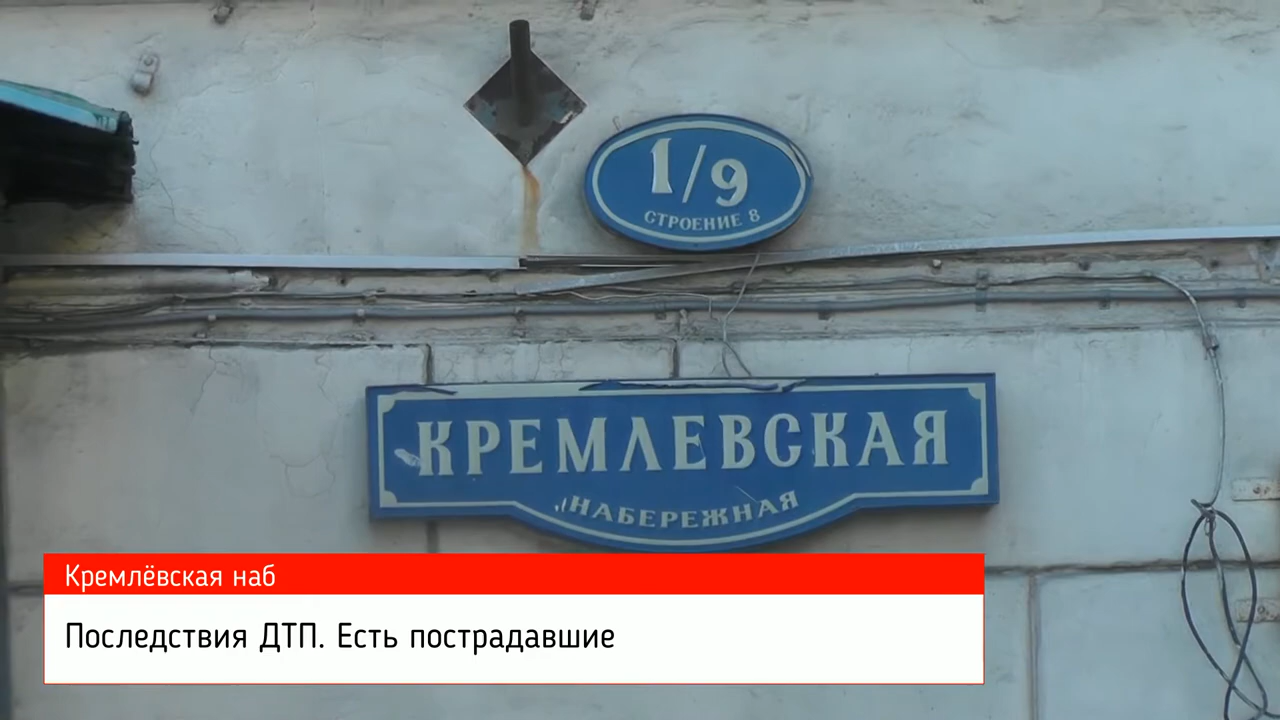 1/9
СТРОЕНИЕ 8
КРЕМЛЕВСКАЯ
НАБЕРЕЖНАЯ
Кремлёвская наб
Последствия ДТП. Есть пострадавшие